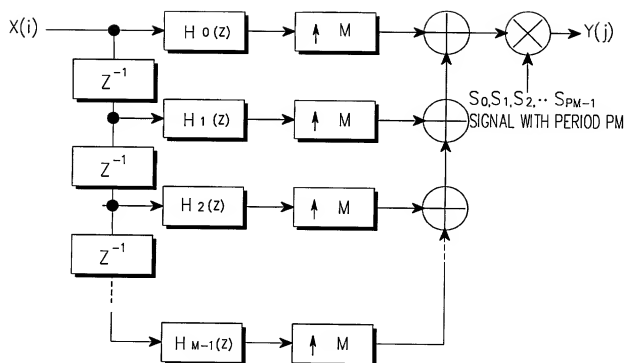 X(i) H 0(z) ↑ M Y(j)
Z⁻¹
S0,S1,S2,·· SPM−1
SIGNAL WITH PERIOD PM
H 1(z) ↑ M
Z⁻¹
H 2(z) ↑ M
Z⁻¹
H M−1(z) ↑ M